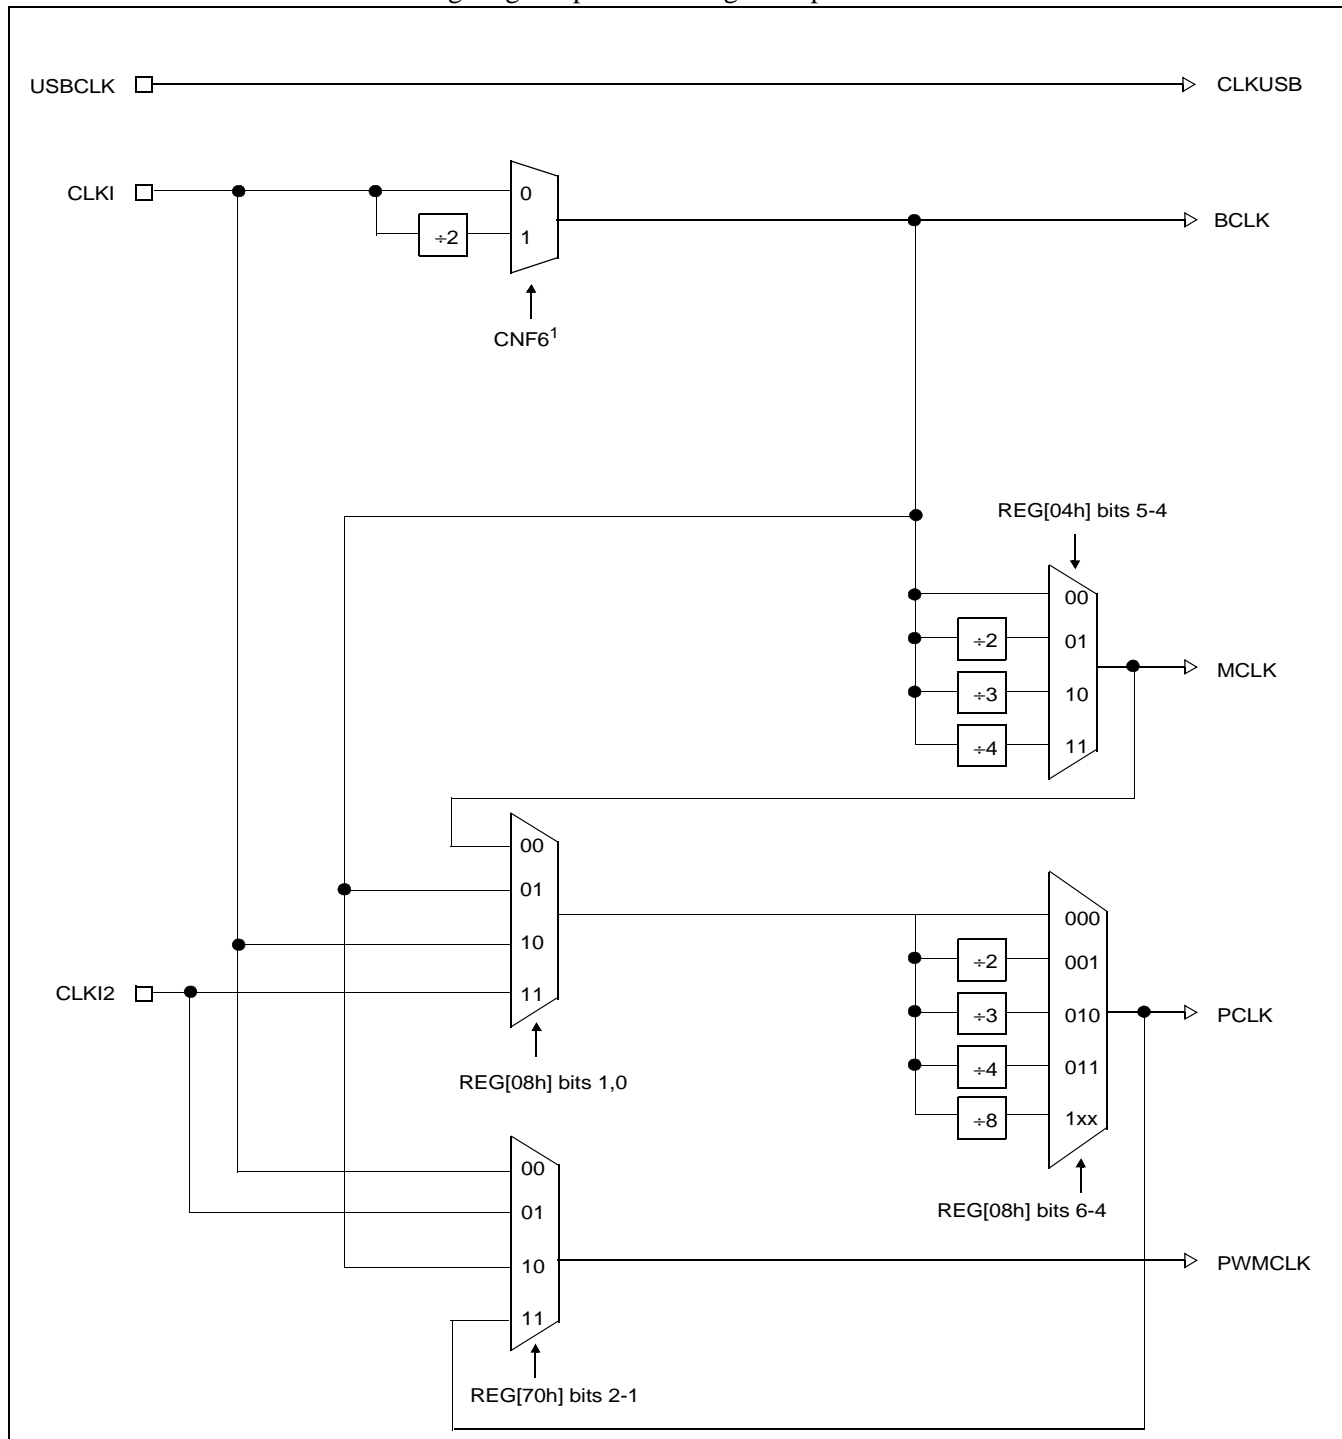 USBCLK
CLKUSB
CLKI
0
÷2
1
BCLK
CNF61
REG[04h] bits 5-4
00
÷2
01
÷3
10
÷4
11
MCLK
00
01
10
11
REG[08h] bits 1,0
CLKI2
000
÷2
001
÷3
010
÷4
011
÷8
1xx
PCLK
REG[08h] bits 6-4
00
01
10
11
PWMCLK
REG[70h] bits 2-1